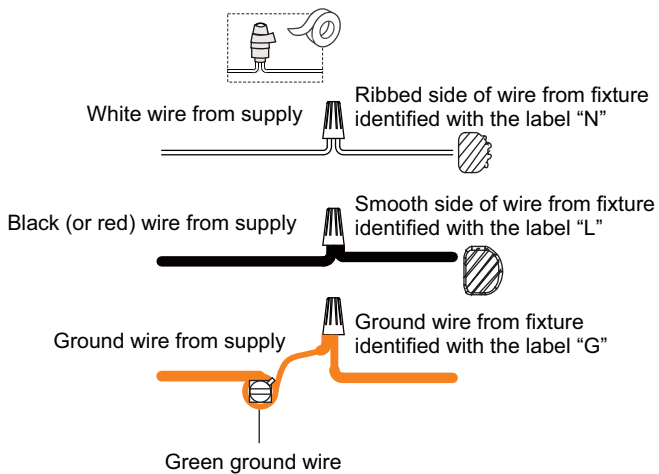 White wire from supply
Ribbed side of wire from fixture
identified with the label “N”
Black (or red) wire from supply
Smooth side of wire from fixture
identified with the label “L”
Ground wire from supply
Ground wire from fixture
identified with the label “G”
Green ground wire